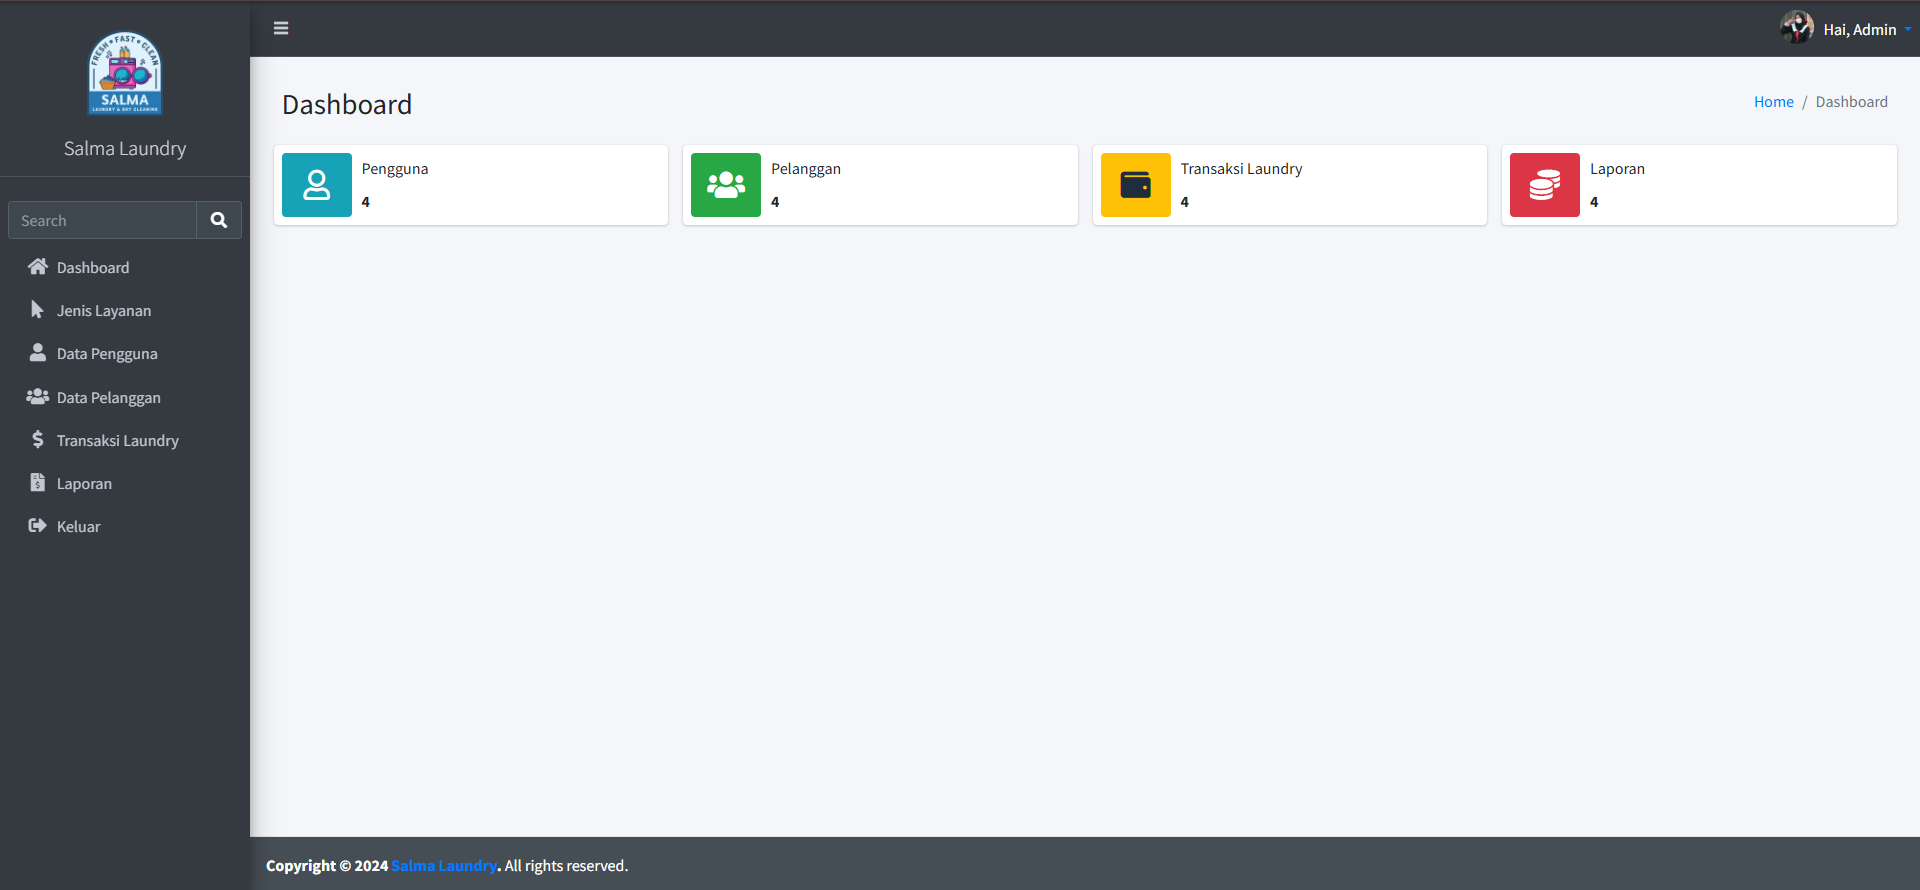 FRESH • FAST • CLEAN
SALMA
LAUNDRY & DRY CLEANING
Salma Laundry
Search
Dashboard
Jenis Layanan
Data Pengguna
Data Pelanggan
Transaksi Laundry
Laporan
Keluar
Hai, Admin
Dashboard
Home / Dashboard
Pengguna
4
Pelanggan
4
Transaksi Laundry
4
Laporan
4
Copyright © 2024 Salma Laundry. All rights reserved.